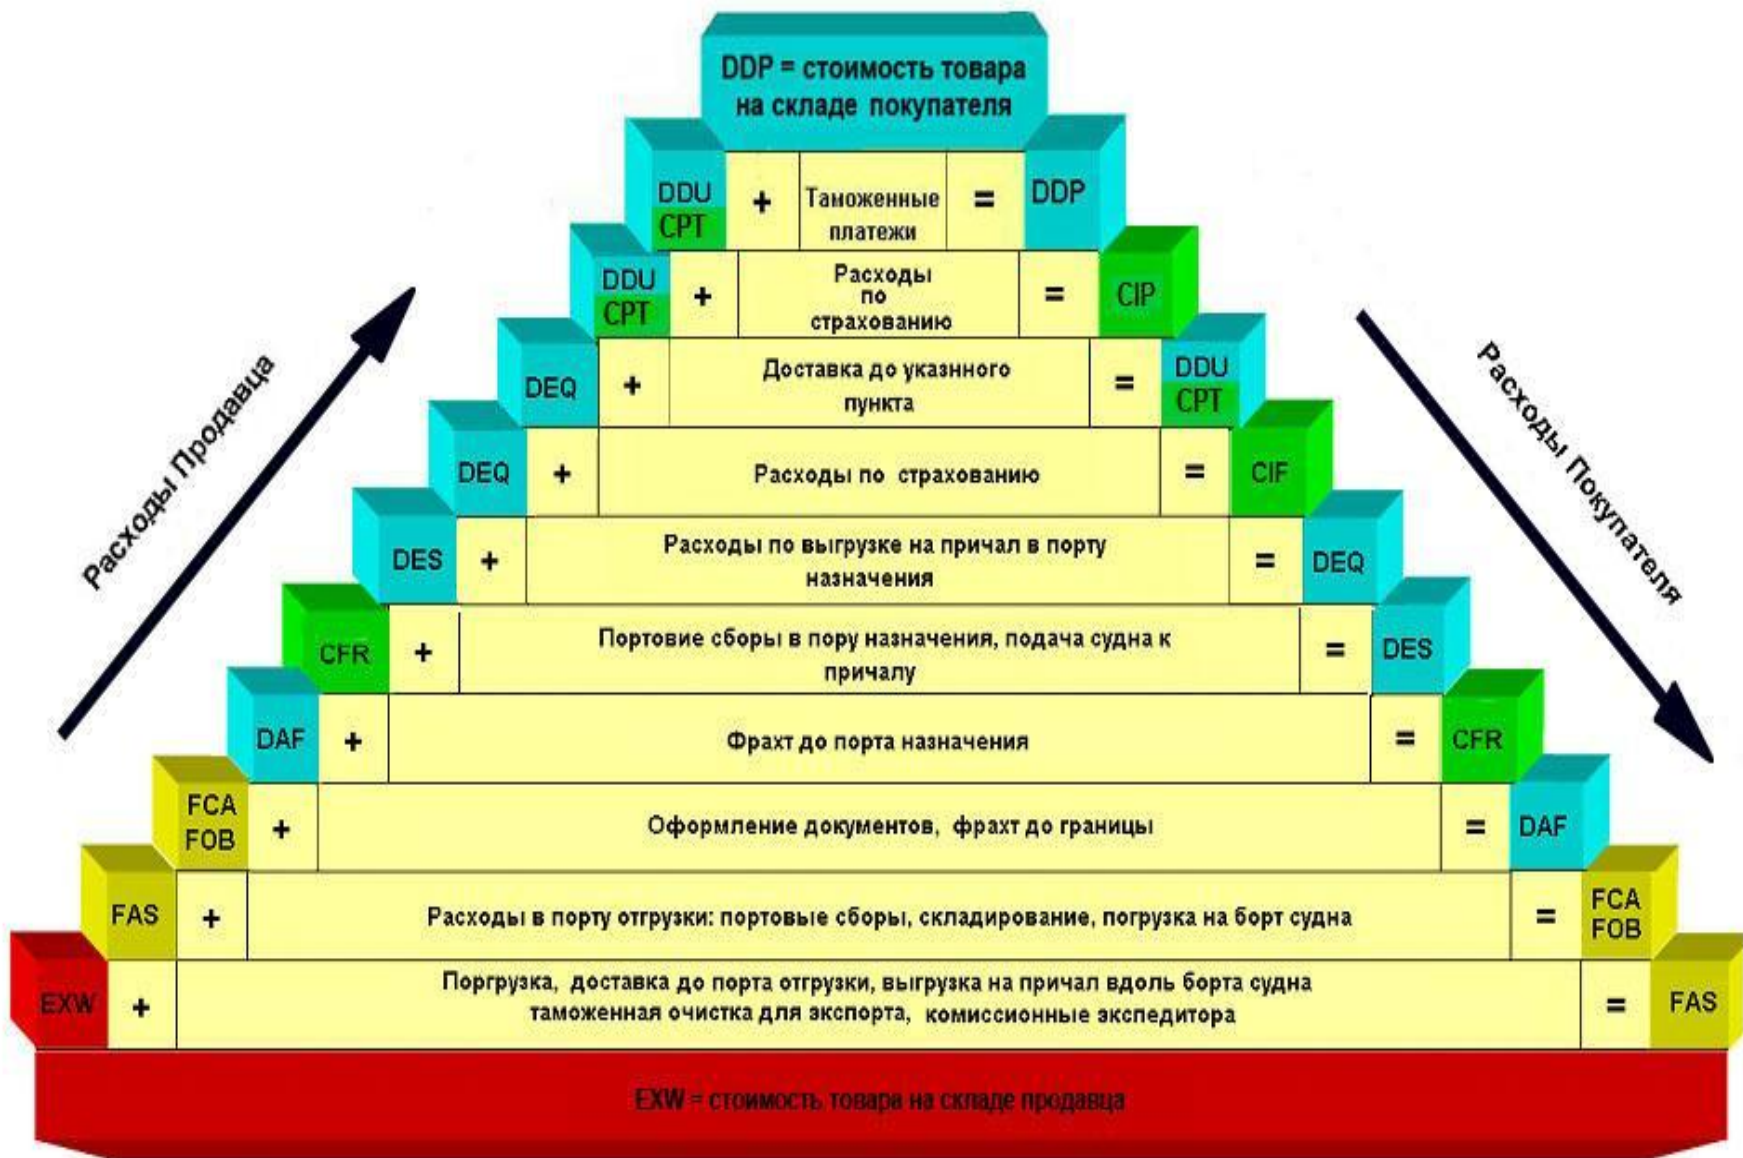 DDP = стоимость товара
на складе покупателя
DDU
CPT
+
Таможенные
платежи
=
DDP
DDU
CPT
+
Расходы
по
страхованию
=
CIP
DEQ
+
Доставка до указнного
пункта
=
DDU
CPT
DEQ
+
Расходы по страхованию
=
CIF
DES
+
Расходы по выгрузке на причал в порту
назначения
=
DEQ
CFR
+
Портовие сборы в пору назначения, подача судна к
причалу
=
DES
DAF
+
Фрахт до порта назначения
=
CFR
FCA
FOB
+
Оформление документов, фрахт до границы
=
DAF
FAS
+
Расходы в порту отгрузки: портовые сборы, складирование, погрузка на борт судна
=
FCA
FOB
EXW
+
Поргрузка, доставка до порта отгрузки, выгрузка на причал вдоль борта судна
таможенная очистка для экспорта, комиссионные экспедитора
=
FAS
EXW = стоимость товара на складе продавца
Расходы Продавца
Расходы Покупателя